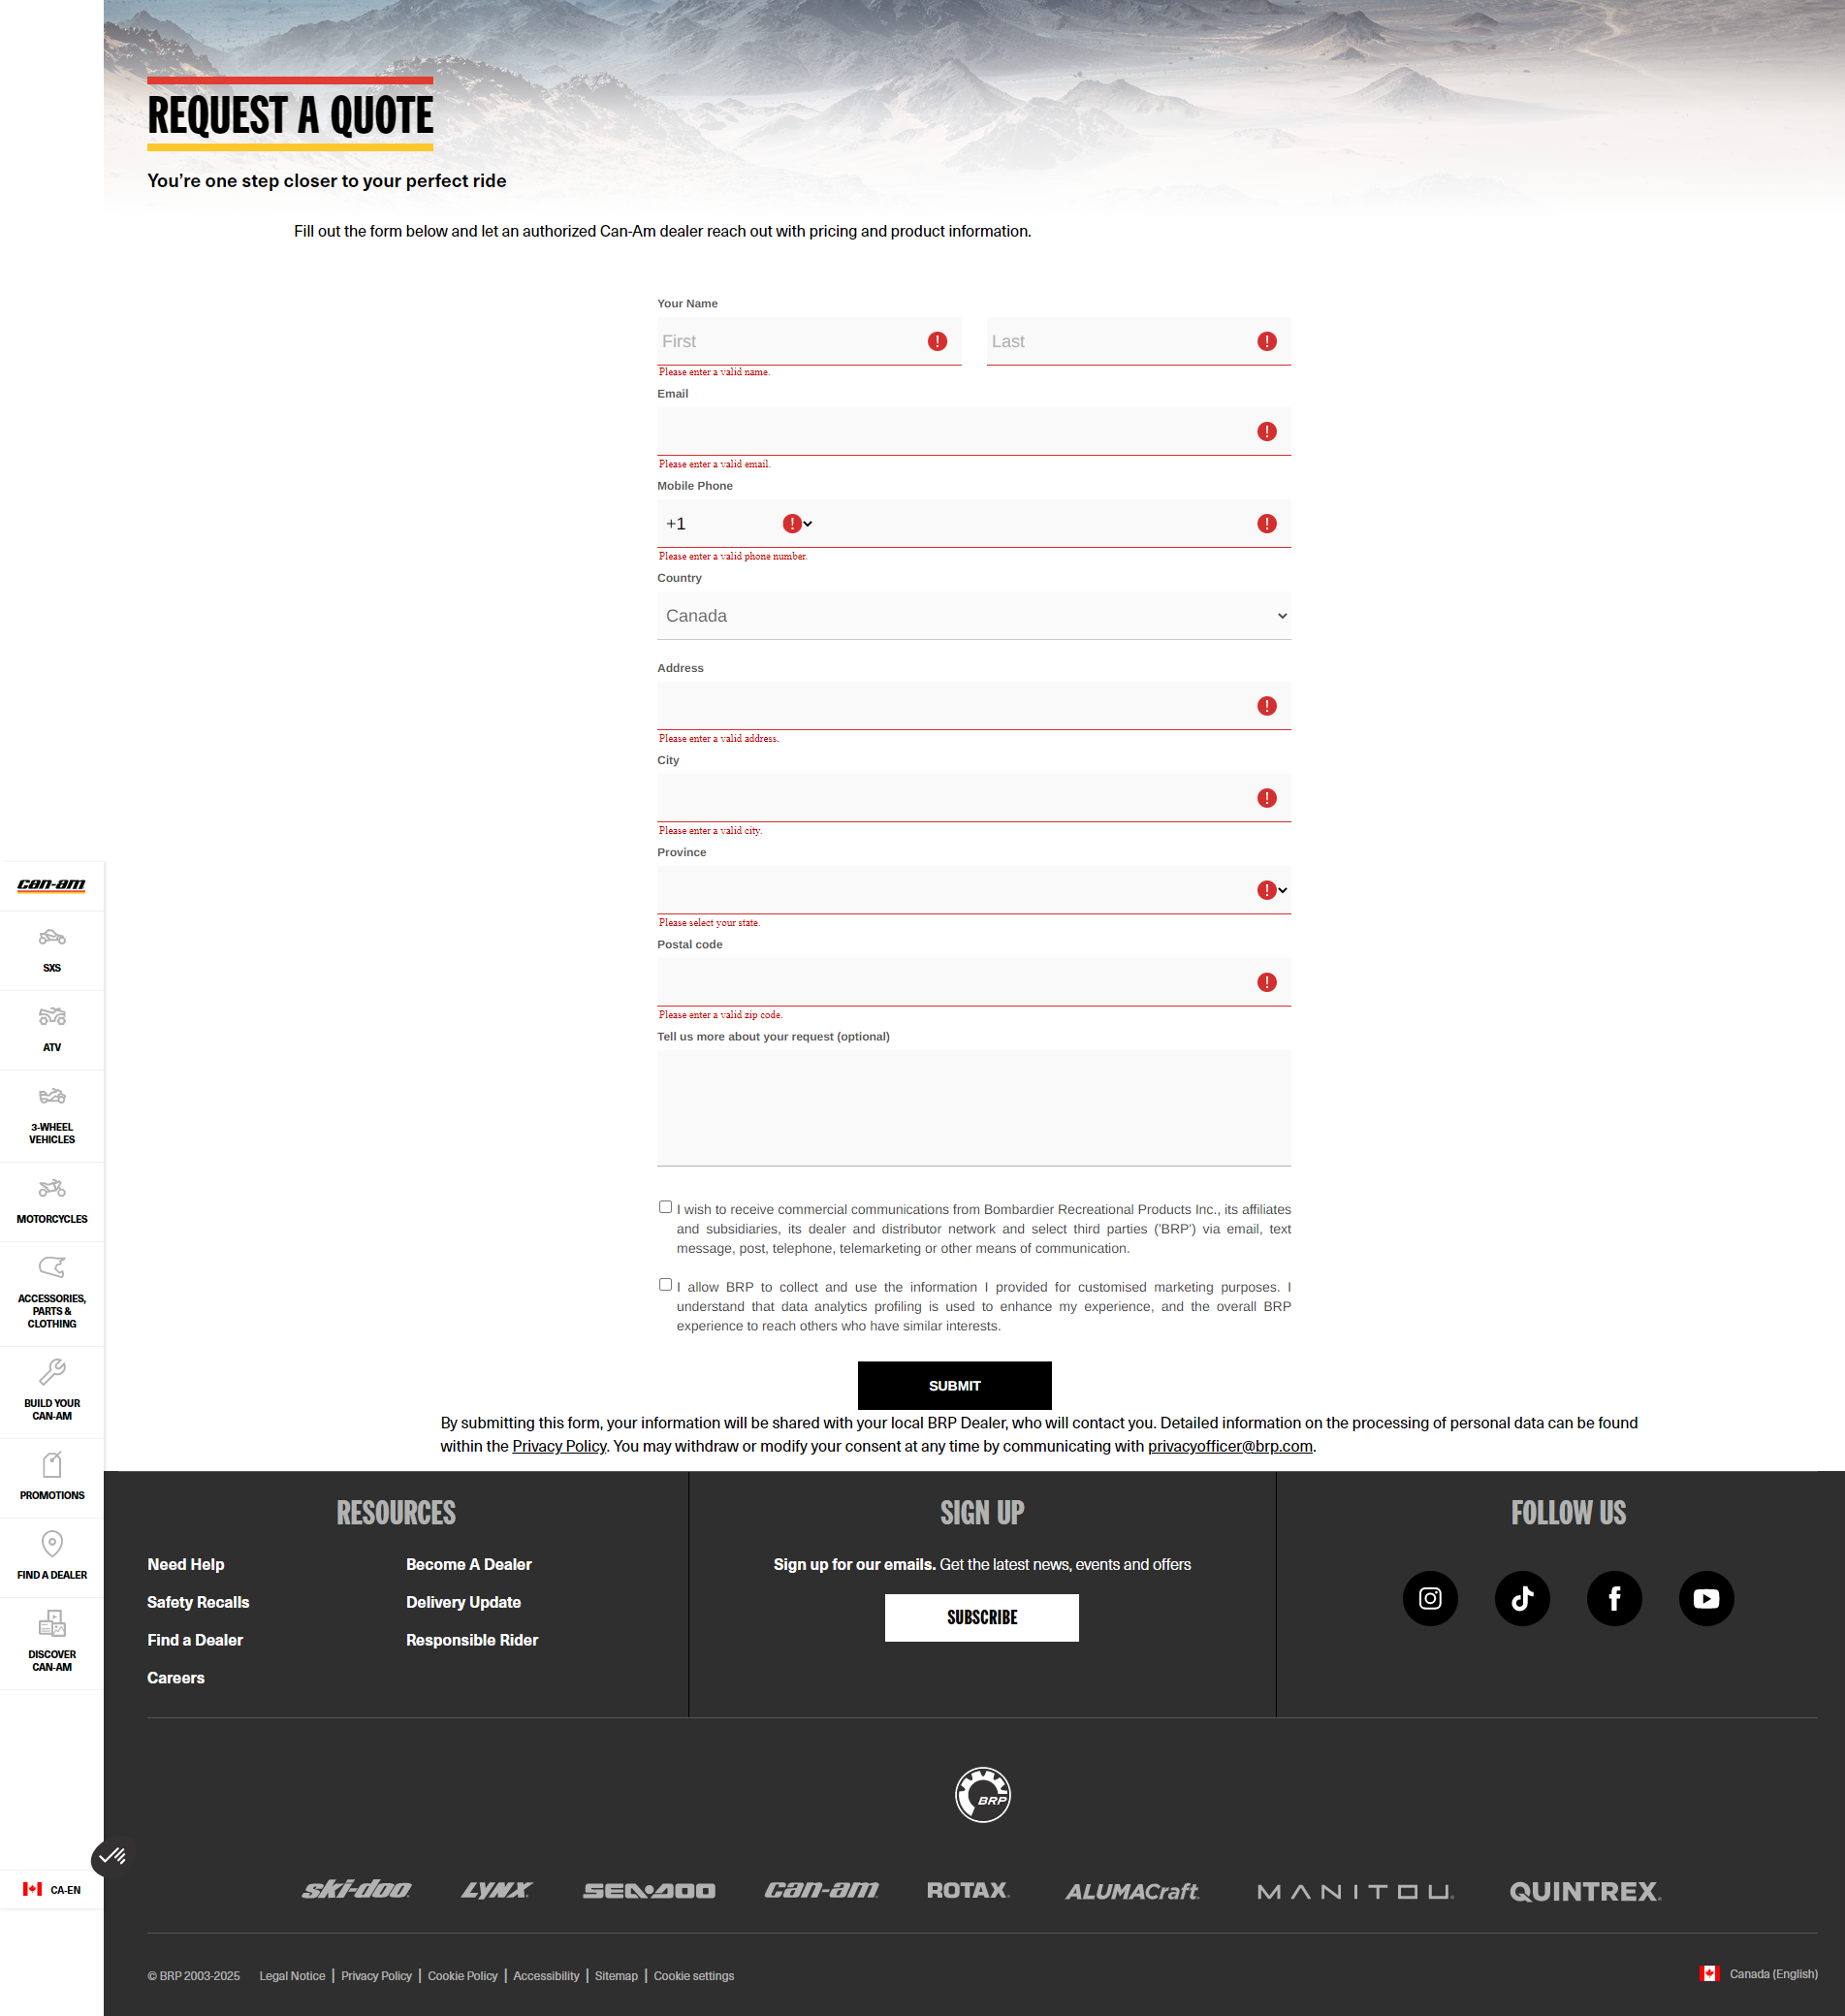 REQUEST A QUOTE
You're one step closer to your perfect ride
Fill out the form below and let an authorized Can-Am dealer reach out with pricing and product information.
Your Name
First
Last
Please enter a valid name.
Email
Please enter a valid email.
Mobile Phone
+1
Please enter a valid phone number.
Country
Canada
Address
Please enter a valid address.
City
Please enter a valid city.
Province
Please select your state.
Postal code
Please enter a valid zip code.
Tell us more about your request (optional)
I wish to receive commercial communications from Bombardier Recreational Products Inc., its affiliates
and subsidiaries, its dealer and distributor network and select third parties ('BRP') via email, text
message, post, telephone, telemarketing or other means of communication.
I allow BRP to collect and use the information I provided for customised marketing purposes. I
understand that data analytics profiling is used to enhance my experience, and the overall BRP
experience to reach others who have similar interests.
SUBMIT
By submitting this form, your information will be shared with your local BRP Dealer, who will contact you. Detailed information on the processing of personal data can be found
within the Privacy Policy. You may withdraw or modify your consent at any time by communicating with privacyofficer@brp.com.
can-am
SXS
ATV
3-WHEEL
VEHICLES
MOTORCYCLES
ACCESSORIES,
PARTS &
CLOTHING
BUILD YOUR
CAN-AM
PROMOTIONS
FIND A DEALER
DISCOVER
CAN-AM
CA-EN
RESOURCES
Need Help
Become A Dealer
Safety Recalls
Delivery Update
Find a Dealer
Responsible Rider
Careers
SIGN UP
Sign up for our emails. Get the latest news, events and offers
SUBSCRIBE
FOLLOW US
BRP
ski-doo
LYNX
SEA-DOO
can-am
ROTAX
ALUMACraft
MANITOU
QUINTREX
© BRP 2003-2025 Legal Notice | Privacy Policy | Cookie Policy | Accessibility | Sitemap | Cookie settings
Canada (English)